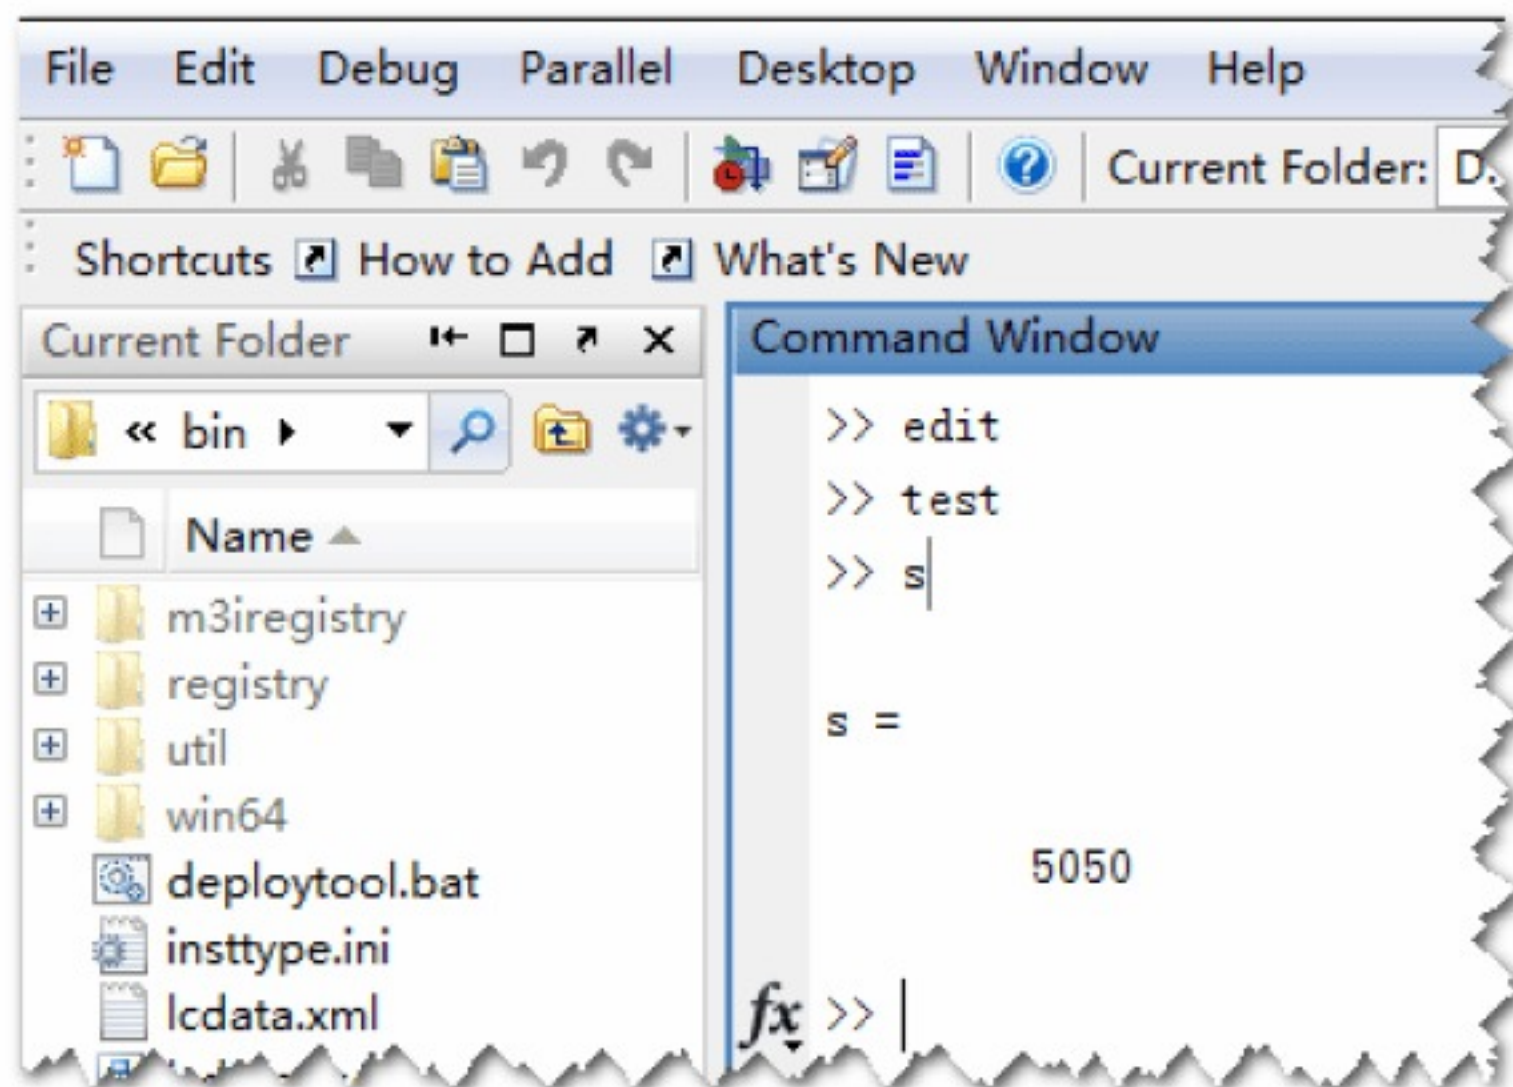 File Edit Debug Parallel Desktop Window Help
Current Folder: D.
Shortcuts How to Add What's New
Current Folder
« bin
Name
m3iregistry
registry
util
win64
deploytool.bat
insttype.ini
lcdata.xml
Command Window
>> edit
>> test
>> s
s =
5050
fx >>